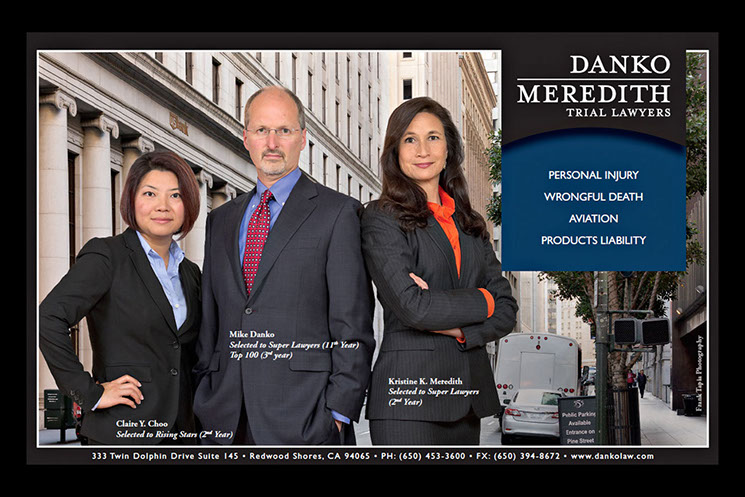 DANKO
MEREDITH
TRIAL LAWYERS
PERSONAL INJURY
WRONGFUL DEATH
AVIATION
PRODUCTS LIABILITY
Mike Danko
Selected to Super Lawyers (11th Year)
Top 100 (3rd year)
Kristine K. Meredith
Selected to Super Lawyers
(2nd Year)
Claire Y. Choo
Selected to Rising Stars (2nd Year)
Public Parking
Available
Entrance on
Pine Street
Frank Tapia Photography
333 Twin Dolphin Drive Suite 145 • Redwood Shores, CA 94065 • PH: (650) 453-3600 • FX: (650) 394-8672 • www.dankolaw.com